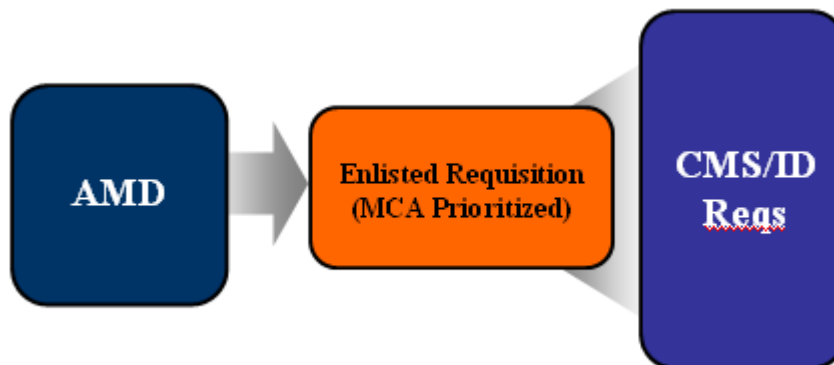 AMD
Enlisted Requisition
(MCA Prioritized)
CMS/ID
Reqs